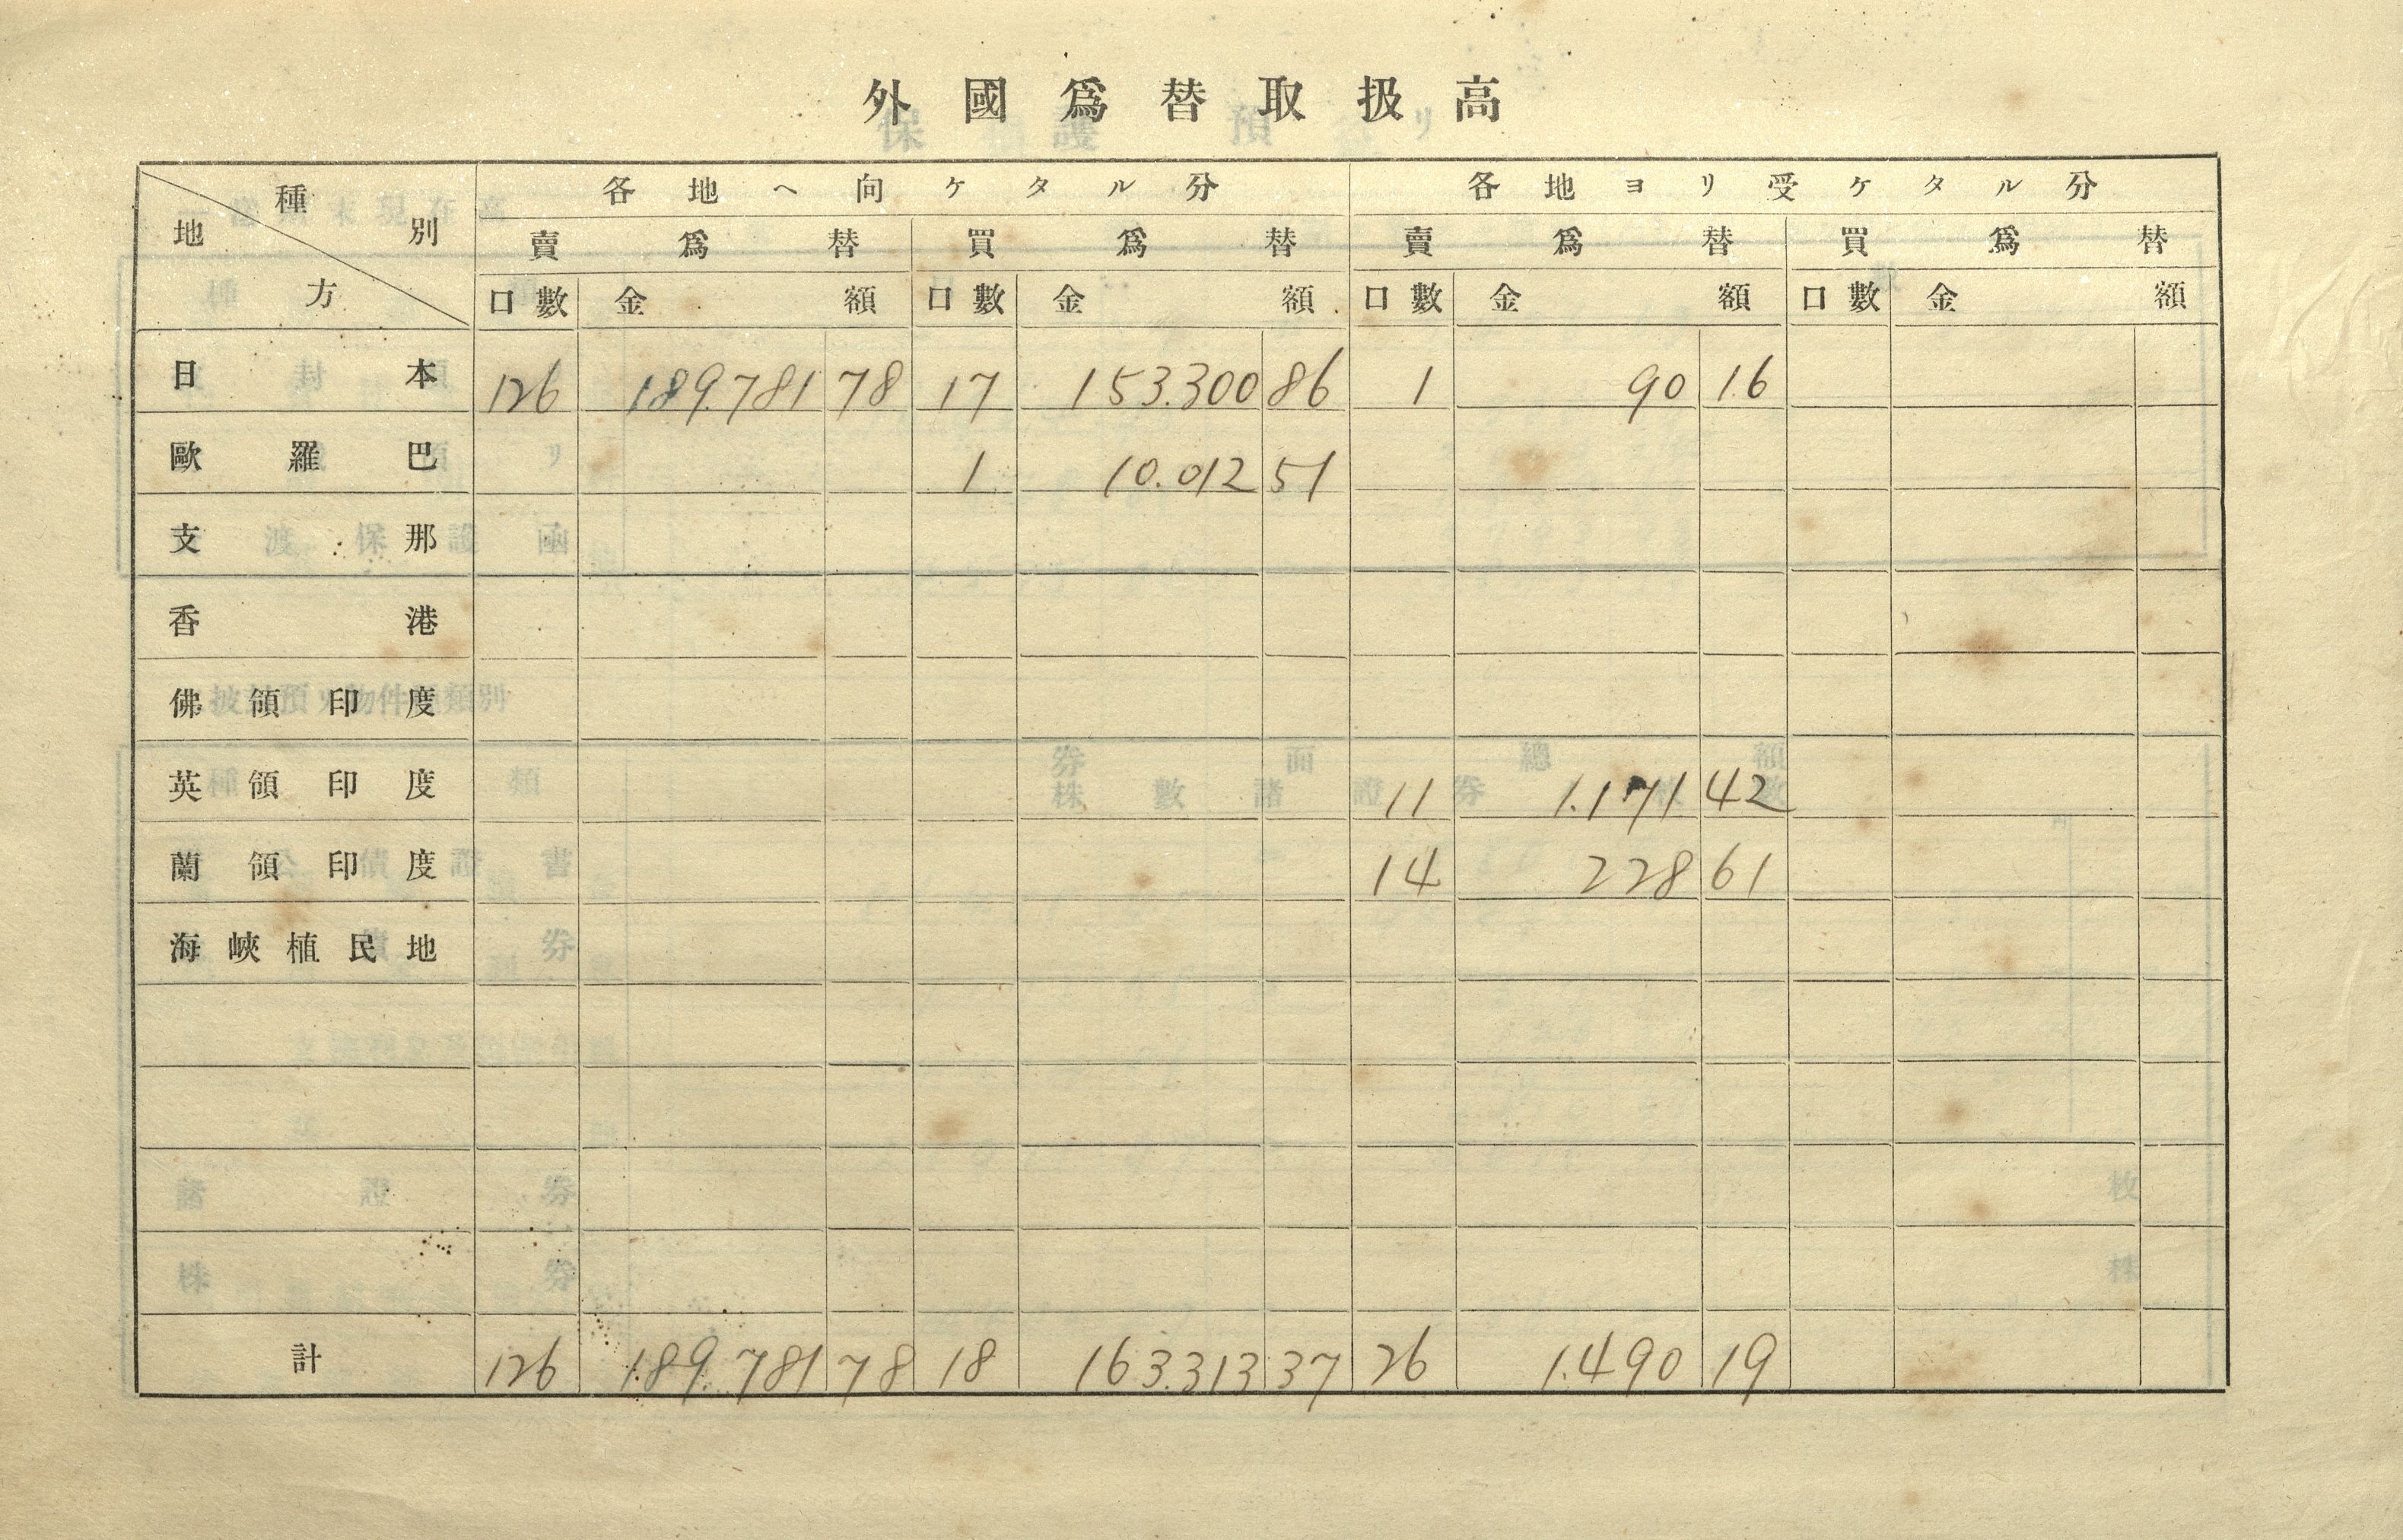 外國爲替取扱高
種別
地方
各地ヘ向ケタル分 各地ヨリ受ケタル分
賣爲替 買爲替 賣爲替 買爲替
口數 金額 口數 金額 口數 金額 口數 金額
日本 126 189.781 78 17 153.300 86 1 90 16
歐羅巴 1 10.012 51
支那
香港
佛領印度
英領印度 11 1.171 42
蘭領印度 14 228 61
海峽植民地
計 126 189.781 78 18 163.313 37 26 1.490 19